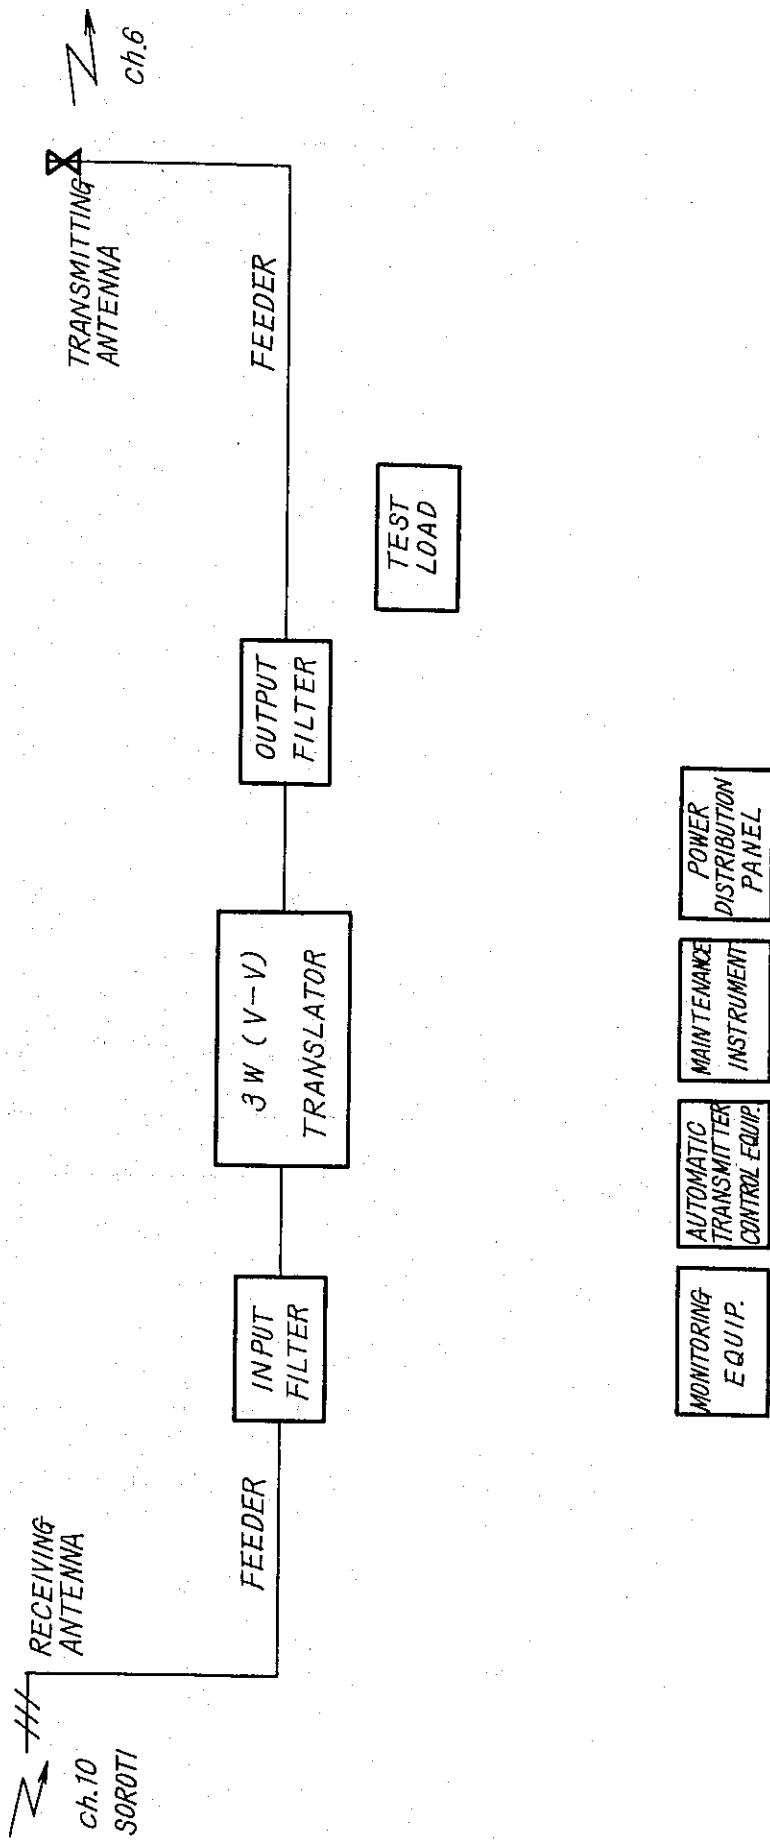 ch.10
SOROTI
RECEIVING
ANTENNA
FEEDER
INPUT
FILTER
3W (V-V)
TRANSLATOR
OUTPUT
FILTER
FEEDER
TRANSMITTING
ANTENNA
ch.6
TEST
LOAD
MONITORING
EQUIP.
AUTOMATIC
TRANSMITTER
CONTROL EQUIP.
MAINTENANCE
INSTRUMENT
POWER
DISTRIBUTION
PANEL